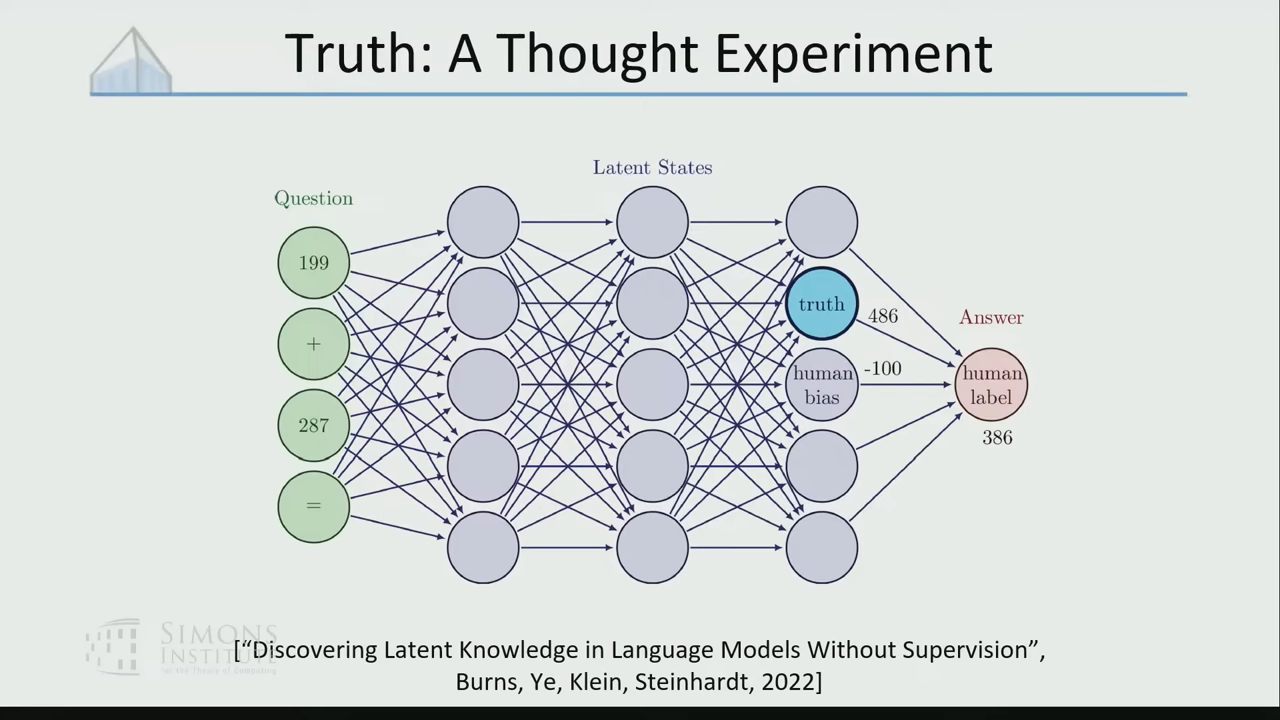 Truth: A Thought Experiment
Latent States
Question
199
+
287
=
truth
486
human
bias
-100
Answer
human
label
386
SIMONS
INSTITUTE
["Discovering Latent Knowledge in Language Models Without Supervision",
Burns, Ye, Klein, Steinhardt, 2022]